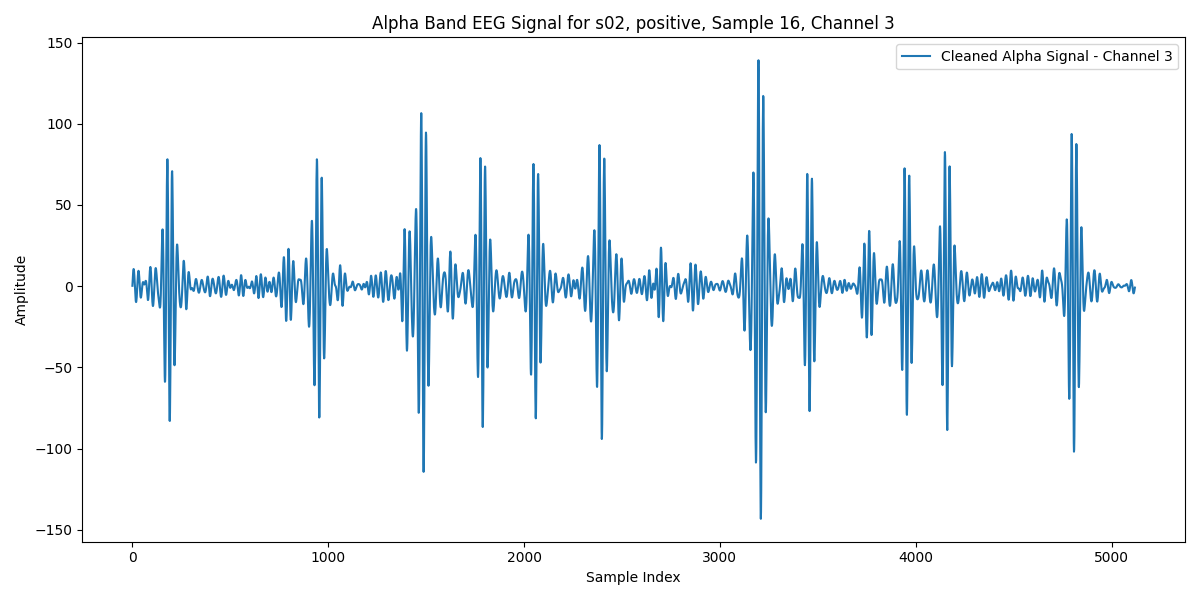 Alpha Band EEG Signal for s02, positive, Sample 16, Channel 3
Cleaned Alpha Signal - Channel 3
150
100
50
0
−50
−100
−150
Amplitude
0 1000 2000 3000 4000 5000
Sample Index